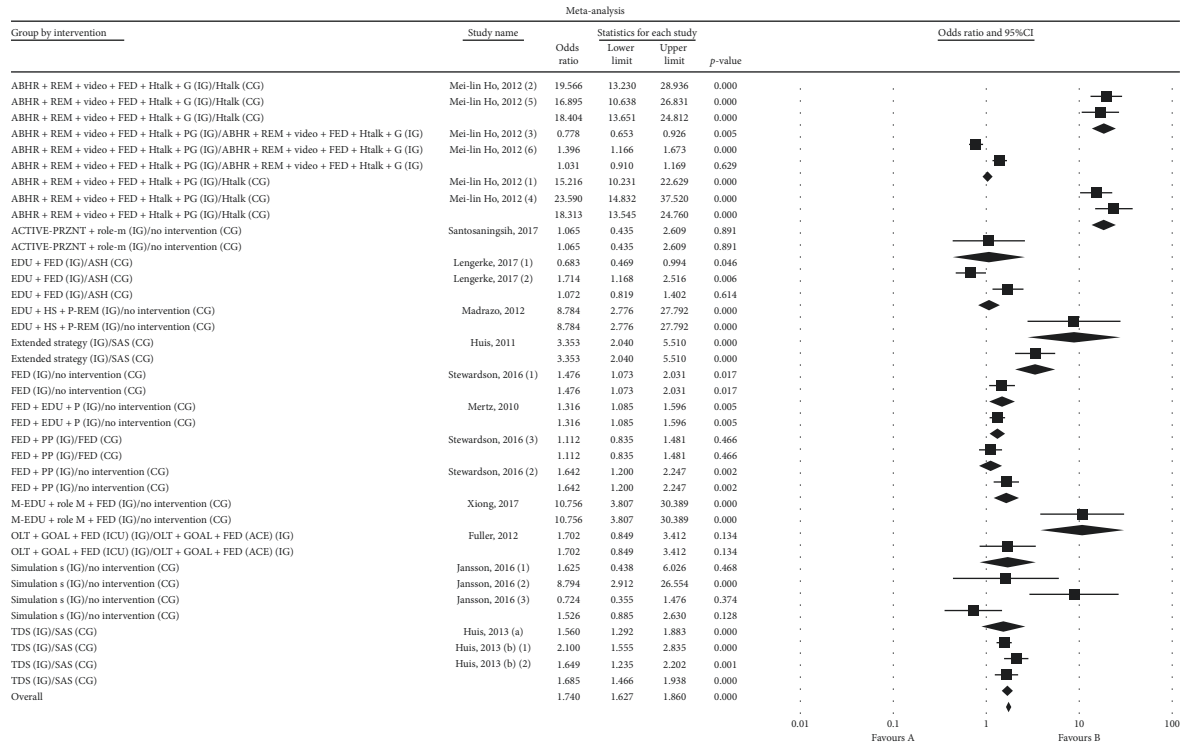 Meta-analysis
Group by intervention Study name Statistics for each study Odds ratio and 95%CI
Odds ratio Lower limit Upper limit p-value
ABHR + REM + video + FED + Htalk + G (IG)/Htalk (CG) Mei-lin Ho, 2012 (2) 19.566 13.230 28.936 0.000
ABHR + REM + video + FED + Htalk + G (IG)/Htalk (CG) Mei-lin Ho, 2012 (5) 16.895 10.638 26.831 0.000
ABHR + REM + video + FED + Htalk + G (IG)/Htalk (CG) 18.404 13.651 24.812 0.000
ABHR + REM + video + FED + Htalk + PG (IG)/ABHR + REM + video + FED + Htalk + G (IG) Mei-lin Ho, 2012 (3) 0.778 0.653 0.926 0.005
ABHR + REM + video + FED + Htalk + PG (IG)/ABHR + REM + video + FED + Htalk + G (IG) Mei-lin Ho, 2012 (6) 1.396 1.166 1.673 0.000
ABHR + REM + video + FED + Htalk + PG (IG)/ABHR + REM + video + FED + Htalk + G (IG) 1.031 0.910 1.169 0.629
ABHR + REM + video + FED + Htalk + PG (IG)/Htalk (CG) Mei-lin Ho, 2012 (1) 15.216 10.231 22.629 0.000
ABHR + REM + video + FED + Htalk + PG (IG)/Htalk (CG) Mei-lin Ho, 2012 (4) 23.590 14.832 37.520 0.000
ABHR + REM + video + FED + Htalk + PG (IG)/Htalk (CG) 18.313 13.545 24.760 0.000
ACTIVE-PRZNT + role-m (IG)/no intervention (CG) Santosaningsih, 2017 1.065 0.435 2.609 0.891
ACTIVE-PRZNT + role-m (IG)/no intervention (CG) 1.065 0.435 2.609 0.891
EDU + FED (IG)/ASH (CG) Lengerke, 2017 (1) 0.683 0.469 0.994 0.046
EDU + FED (IG)/ASH (CG) Lengerke, 2017 (2) 1.714 1.168 2.516 0.006
EDU + FED (IG)/ASH (CG) 1.072 0.819 1.402 0.614
EDU + HS + P-REM (IG)/no intervention (CG) Madrazo, 2012 8.784 2.776 27.792 0.000
EDU + HS + P-REM (IG)/no intervention (CG) 8.784 2.776 27.792 0.000
Extended strategy (IG)/SAS (CG) Huis, 2011 3.353 2.040 5.510 0.000
Extended strategy (IG)/SAS (CG) 3.353 2.040 5.510 0.000
FED (IG)/no intervention (CG) Stewardson, 2016 (1) 1.476 1.073 2.031 0.017
FED (IG)/no intervention (CG) 1.476 1.073 2.031 0.017
FED + EDU + P (IG)/no intervention (CG) Mertz, 2010 1.316 1.085 1.596 0.005
FED + EDU + P (IG)/no intervention (CG) 1.316 1.085 1.596 0.005
FED + PP (IG)/FED (CG) Stewardson, 2016 (3) 1.112 0.835 1.481 0.466
FED + PP (IG)/FED (CG) 1.112 0.835 1.481 0.466
FED + PP (IG)/no intervention (CG) Stewardson, 2016 (2) 1.642 1.200 2.247 0.002
FED + PP (IG)/no intervention (CG) 1.642 1.200 2.247 0.002
M-EDU + role M + FED (IG)/no intervention (CG) Xiong, 2017 10.756 3.807 30.389 0.000
M-EDU + role M + FED (IG)/no intervention (CG) 10.756 3.807 30.389 0.000
OLT + GOAL + FED (ICU) (IG)/OLT + GOAL + FED (ACE) (IG) Fuller, 2012 1.702 0.849 3.412 0.134
OLT + GOAL + FED (ICU) (IG)/OLT + GOAL + FED (ACE) (IG) 1.702 0.849 3.412 0.134
Simulation s (IG)/no intervention (CG) Jansson, 2016 (1) 1.625 0.438 6.026 0.468
Simulation s (IG)/no intervention (CG) Jansson, 2016 (2) 8.794 2.912 26.554 0.000
Simulation s (IG)/no intervention (CG) Jansson, 2016 (3) 0.724 0.355 1.476 0.374
Simulation s (IG)/no intervention (CG) 1.526 0.885 2.630 0.128
TDS (IG)/SAS (CG) Huis, 2013 (a) 1.560 1.292 1.883 0.000
TDS (IG)/SAS (CG) Huis, 2013 (b) (1) 2.100 1.555 2.835 0.000
TDS (IG)/SAS (CG) Huis, 2013 (b) (2) 1.649 1.235 2.202 0.001
TDS (IG)/SAS (CG) 1.685 1.466 1.938 0.000
Overall 1.740 1.627 1.860 0.000
0.01 0.1 1 10 100
Favours A Favours B